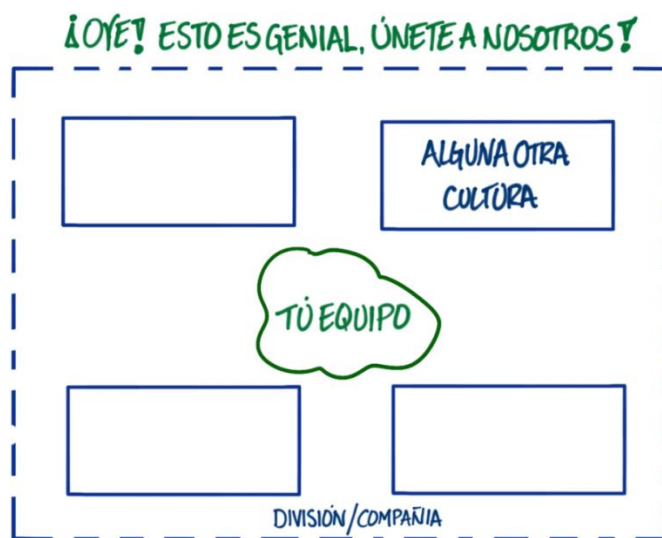 ¡OYE! ESTO ES GENIAL, ÚNETE A NOSOTROS!
ALGUNA OTRA
CULTURA
TÚ EQUIPO
DIVISIÓN/COMPAÑIA